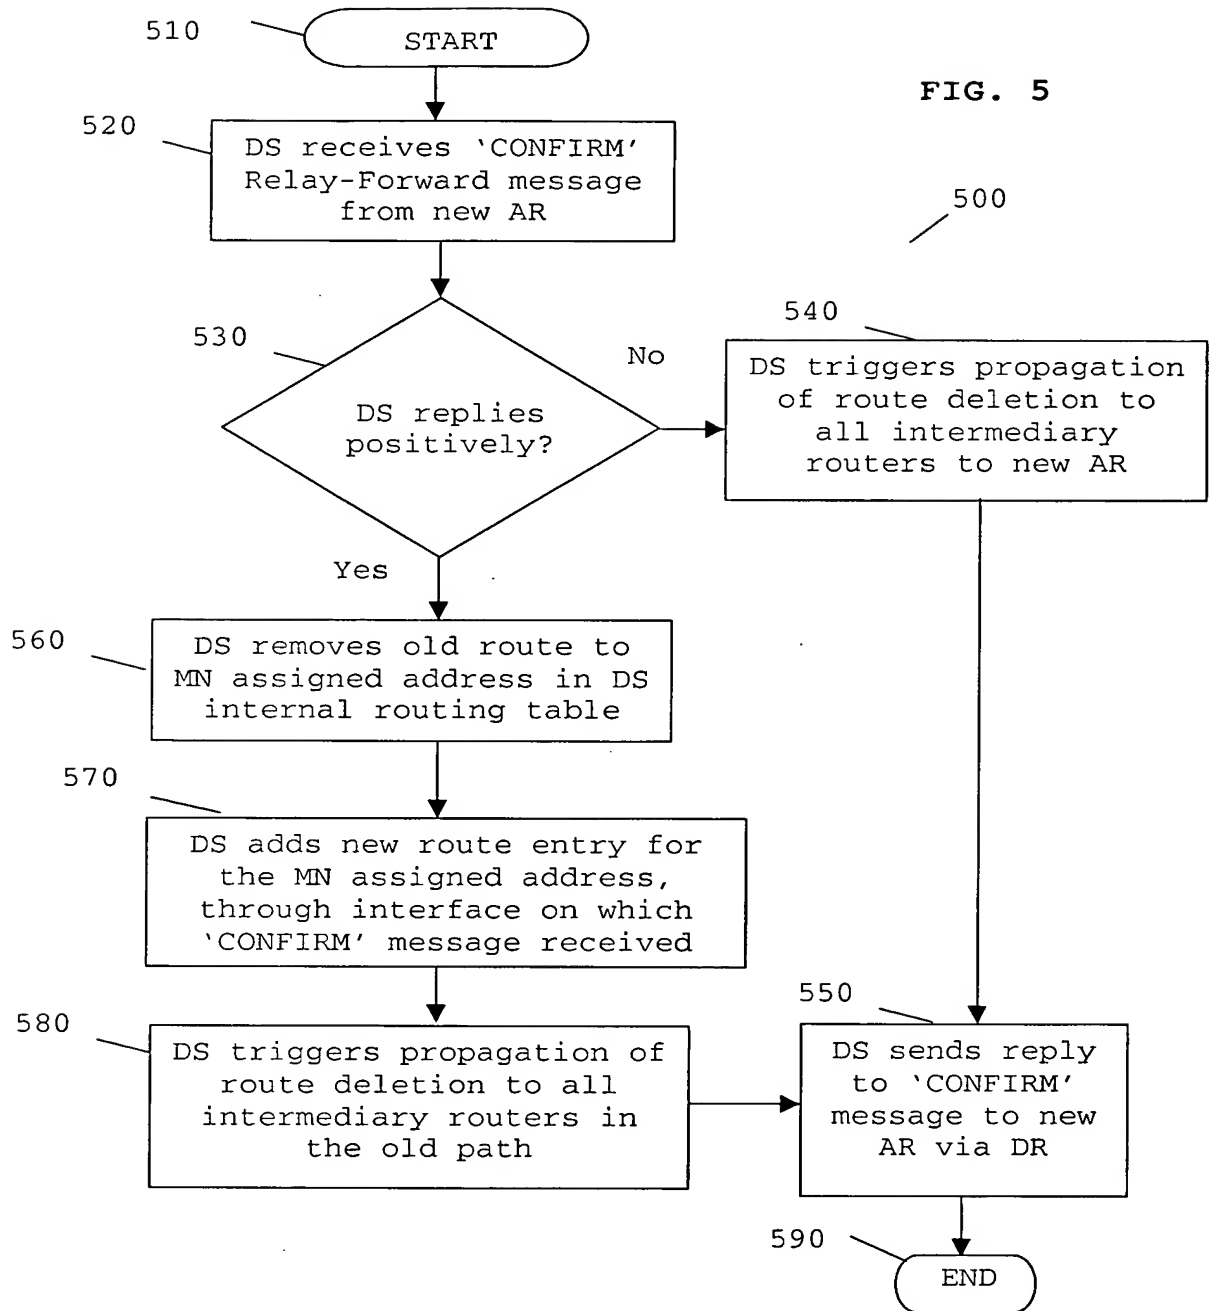 510
START
FIG. 5
520
DS receives ‘CONFIRM’
Relay-Forward message
from new AR
500
530
DS replies
positively?
No
540
DS triggers propagation
of route deletion to
all intermediary
routers to new AR
Yes
560
DS removes old route to
MN assigned address in DS
internal routing table
570
DS adds new route entry for
the MN assigned address,
through interface on which
‘CONFIRM’ message received
580
DS triggers propagation of
route deletion to all
intermediary routers in
the old path
550
DS sends reply
to ‘CONFIRM’
message to new
AR via DR
590
END